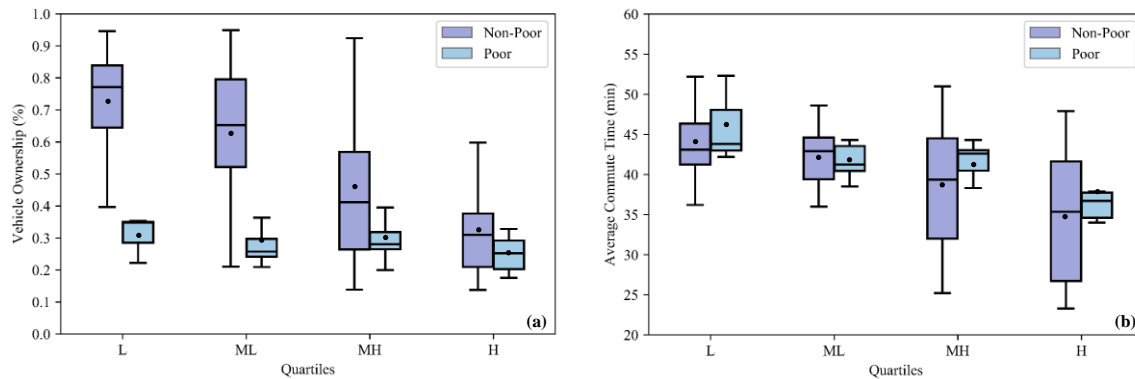 1.0
0.9
0.8
0.7
0.6
0.5
0.4
0.3
0.2
0.1
0.0
Vehicle Ownership (%)
Non-Poor
Poor
(a)
L ML MH H
Quartiles
60
55
50
45
40
35
30
25
20
Average Commute Time (min)
Non-Poor
Poor
(b)
L ML MH H
Quartiles